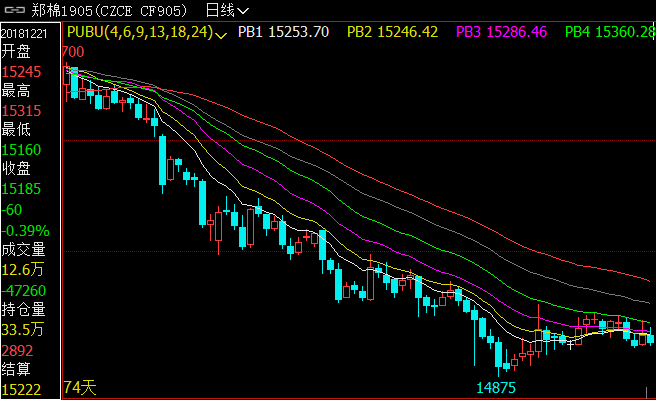 郑棉1905(CZCE CF905) 日线
20181221 PUBU(4,6,9,13,18,24) PB1 15253.70 PB2 15246.42 PB3 15286.46 PB4 15360.28
开盘 700
15245
最高
15315
最低
15160
收盘
15185
-60
-0.39%
成交量
12.6万
-47260
持仓量
33.5万
2892
结算
15222 74天 14875